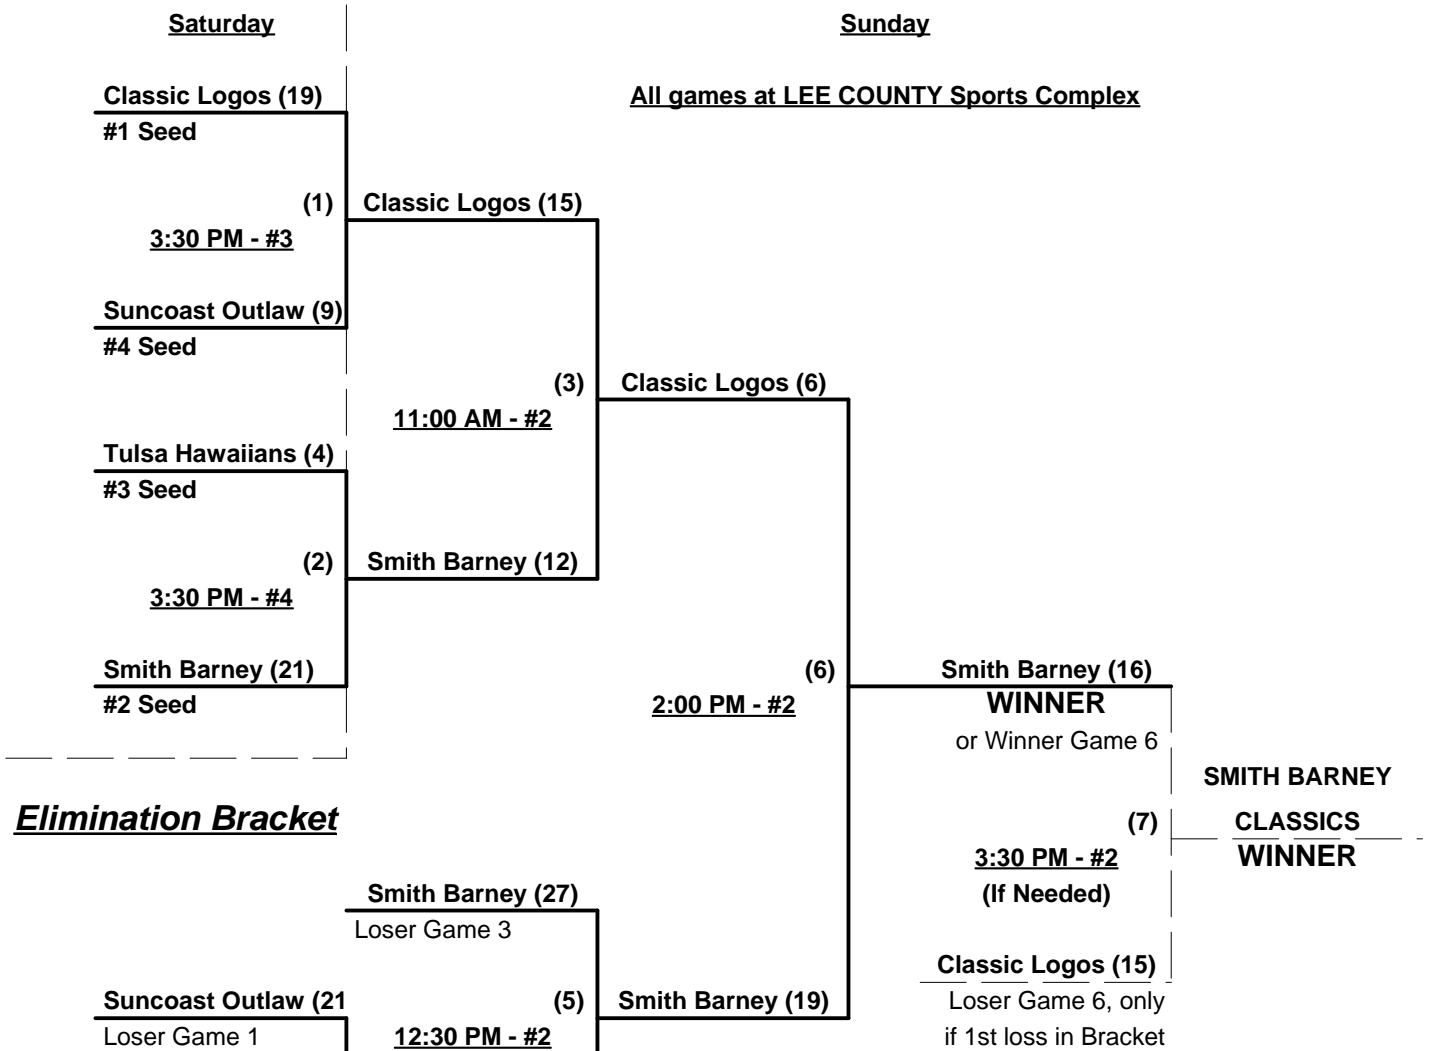 Saturday
Sunday
Classic Logos (19)
All games at LEE COUNTY Sports Complex
#1 Seed
(1)
Classic Logos (15)
3:30 PM - #3
Suncoast Outlaw (9)
#4 Seed
(3)
Classic Logos (6)
11:00 AM - #2
Tulsa Hawaiians (4)
#3 Seed
(2)
Smith Barney (12)
3:30 PM - #4
Smith Barney (21)
(6)
Smith Barney (16)
#2 Seed
2:00 PM - #2
WINNER
or Winner Game 6
SMITH BARNEY
Elimination Bracket
(7)
CLASSICS
3:30 PM - #2
WINNER
Smith Barney (27)
(If Needed)
Loser Game 3
Classic Logos (15)
Suncoast Outlaw (21
(5)
Smith Barney (19)
Loser Game 6, only
Loser Game 1
12:30 PM - #2
if 1st loss in Bracket